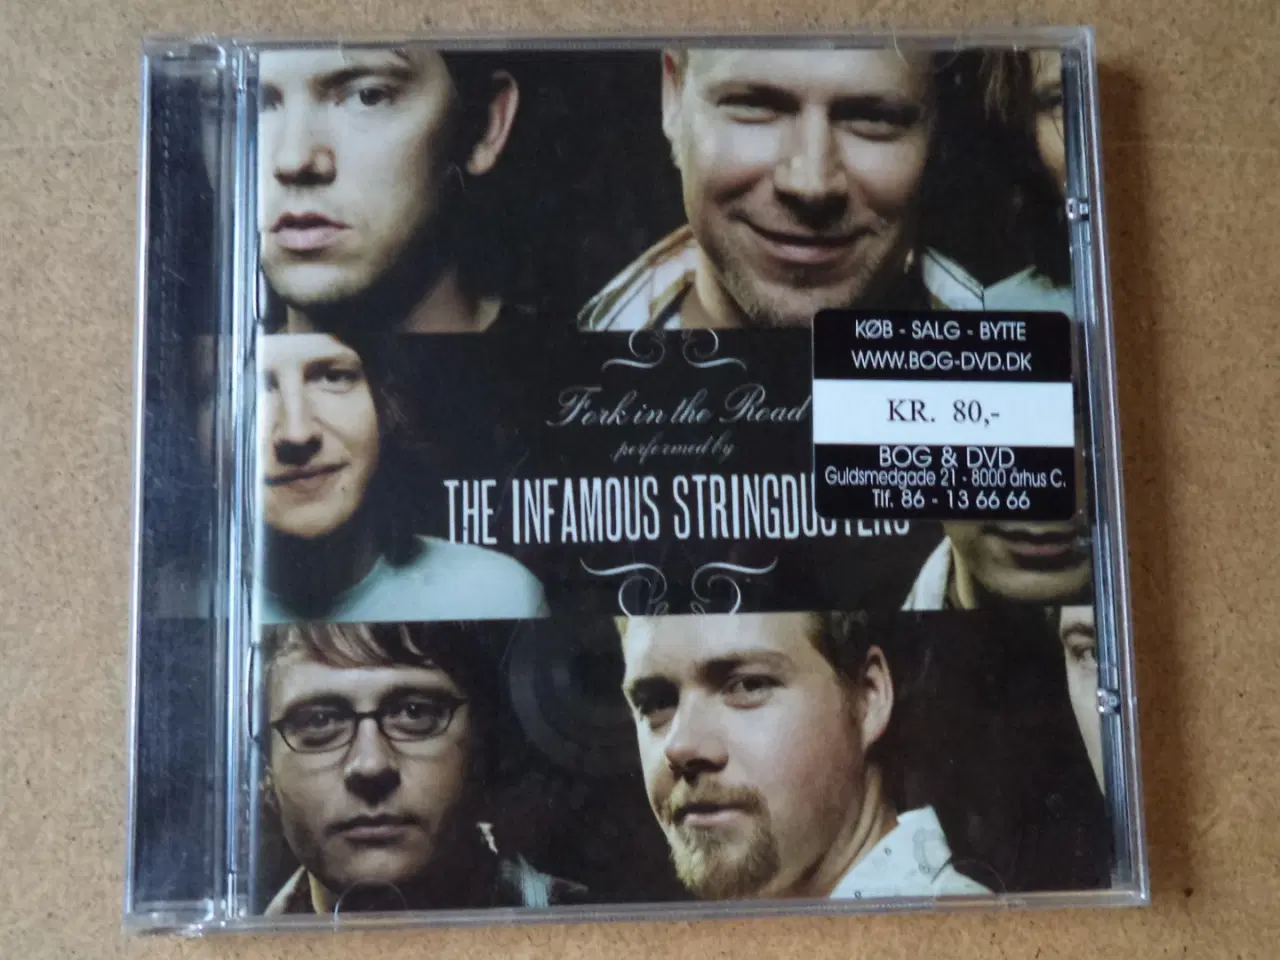 Fork in the Road
performed by
THE INFAMOUS STRINGDUSTERS
KØB - SALG - BYTTE
WWW.BOG-DVD.DK
KR. 80,-
BOG & DVD
Guldsmedgade 21 - 8000 århus C.
Tlf. 86 - 13 66 66